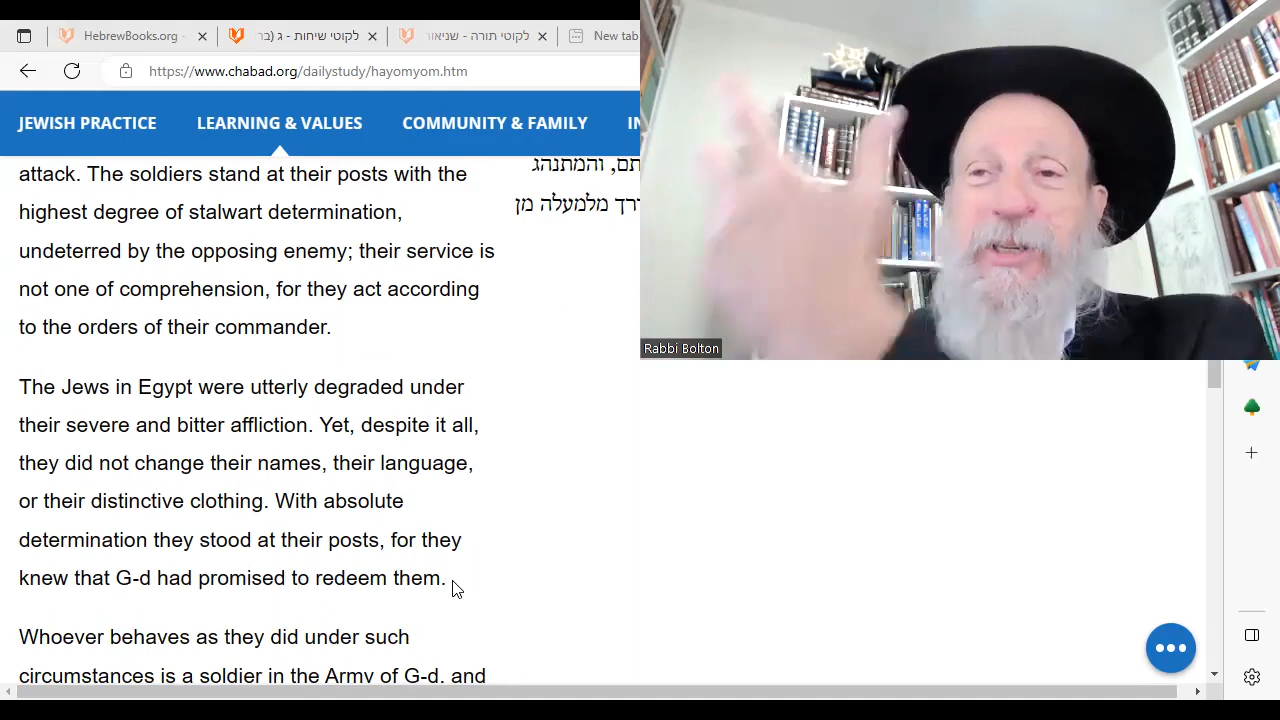 HebrewBooks.org -
לקוטי שיחות - ג (בר
לקוטי תורה - שניאור
New tab
https://www.chabad.org/dailystudy/hayomyom.htm
JEWISH PRACTICE
LEARNING & VALUES
COMMUNITY & FAMILY
attack. The soldiers stand at their posts with the
highest degree of stalwart determination,
undeterred by the opposing enemy; their service is
not one of comprehension, for they act according
to the orders of their commander.
The Jews in Egypt were utterly degraded under
their severe and bitter affliction. Yet, despite it all,
they did not change their names, their language,
or their distinctive clothing. With absolute
determination they stood at their posts, for they
knew that G-d had promised to redeem them.
Whoever behaves as they did under such
circumstances is a soldier in the Army of G-d, and
תם, והמתנהג
דרך מלמעלה מן
Rabbi Bolton